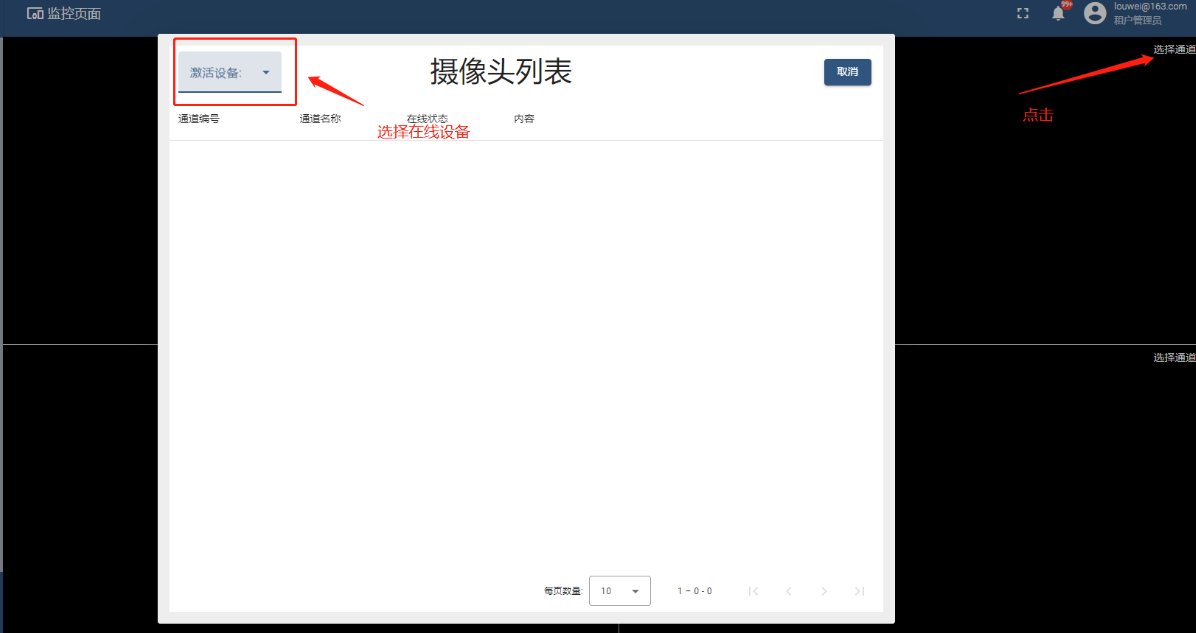 监控页面
99+
louwei@163.com
租户管理员
选择通道
激活设备:
摄像头列表
取消
点击
通道编号 通道名称 在线状态 内容
选择在线设备
选择通道
每页数量: 10 1 – 0 - 0